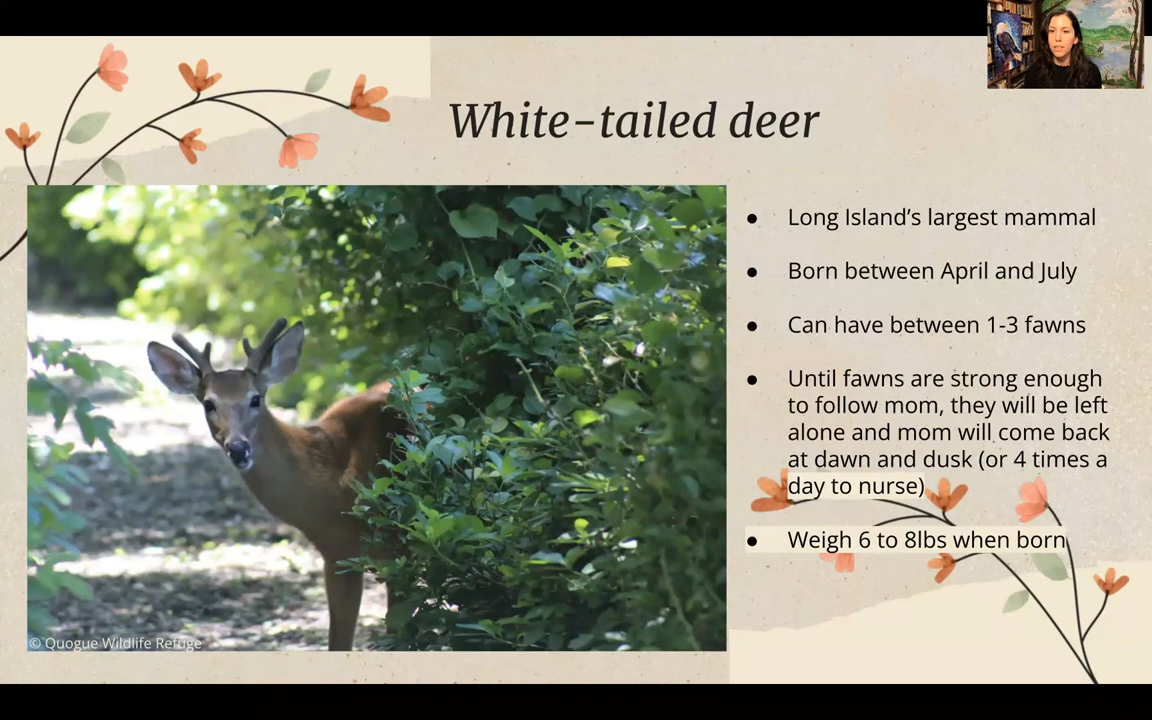 White-tailed deer
● Long Island’s largest mammal
● Born between April and July
● Can have between 1-3 fawns
● Until fawns are strong enough
to follow mom, they will be left
alone and mom will come back
at dawn and dusk (or 4 times a
day to nurse)
● Weigh 6 to 8lbs when born
© Quogue Wildlife Refuge